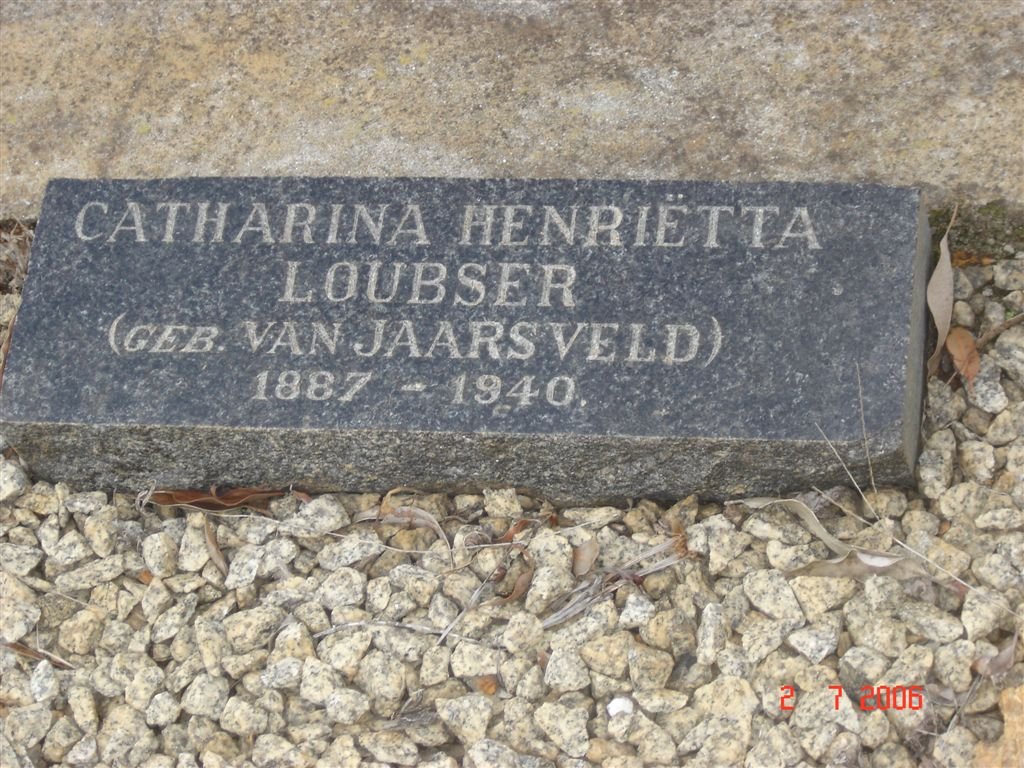 CATHARINA HENRIËTTA
LOUBSER
(GEB. VAN JAARSVELD)
1887 - 1940.
2 7 2006